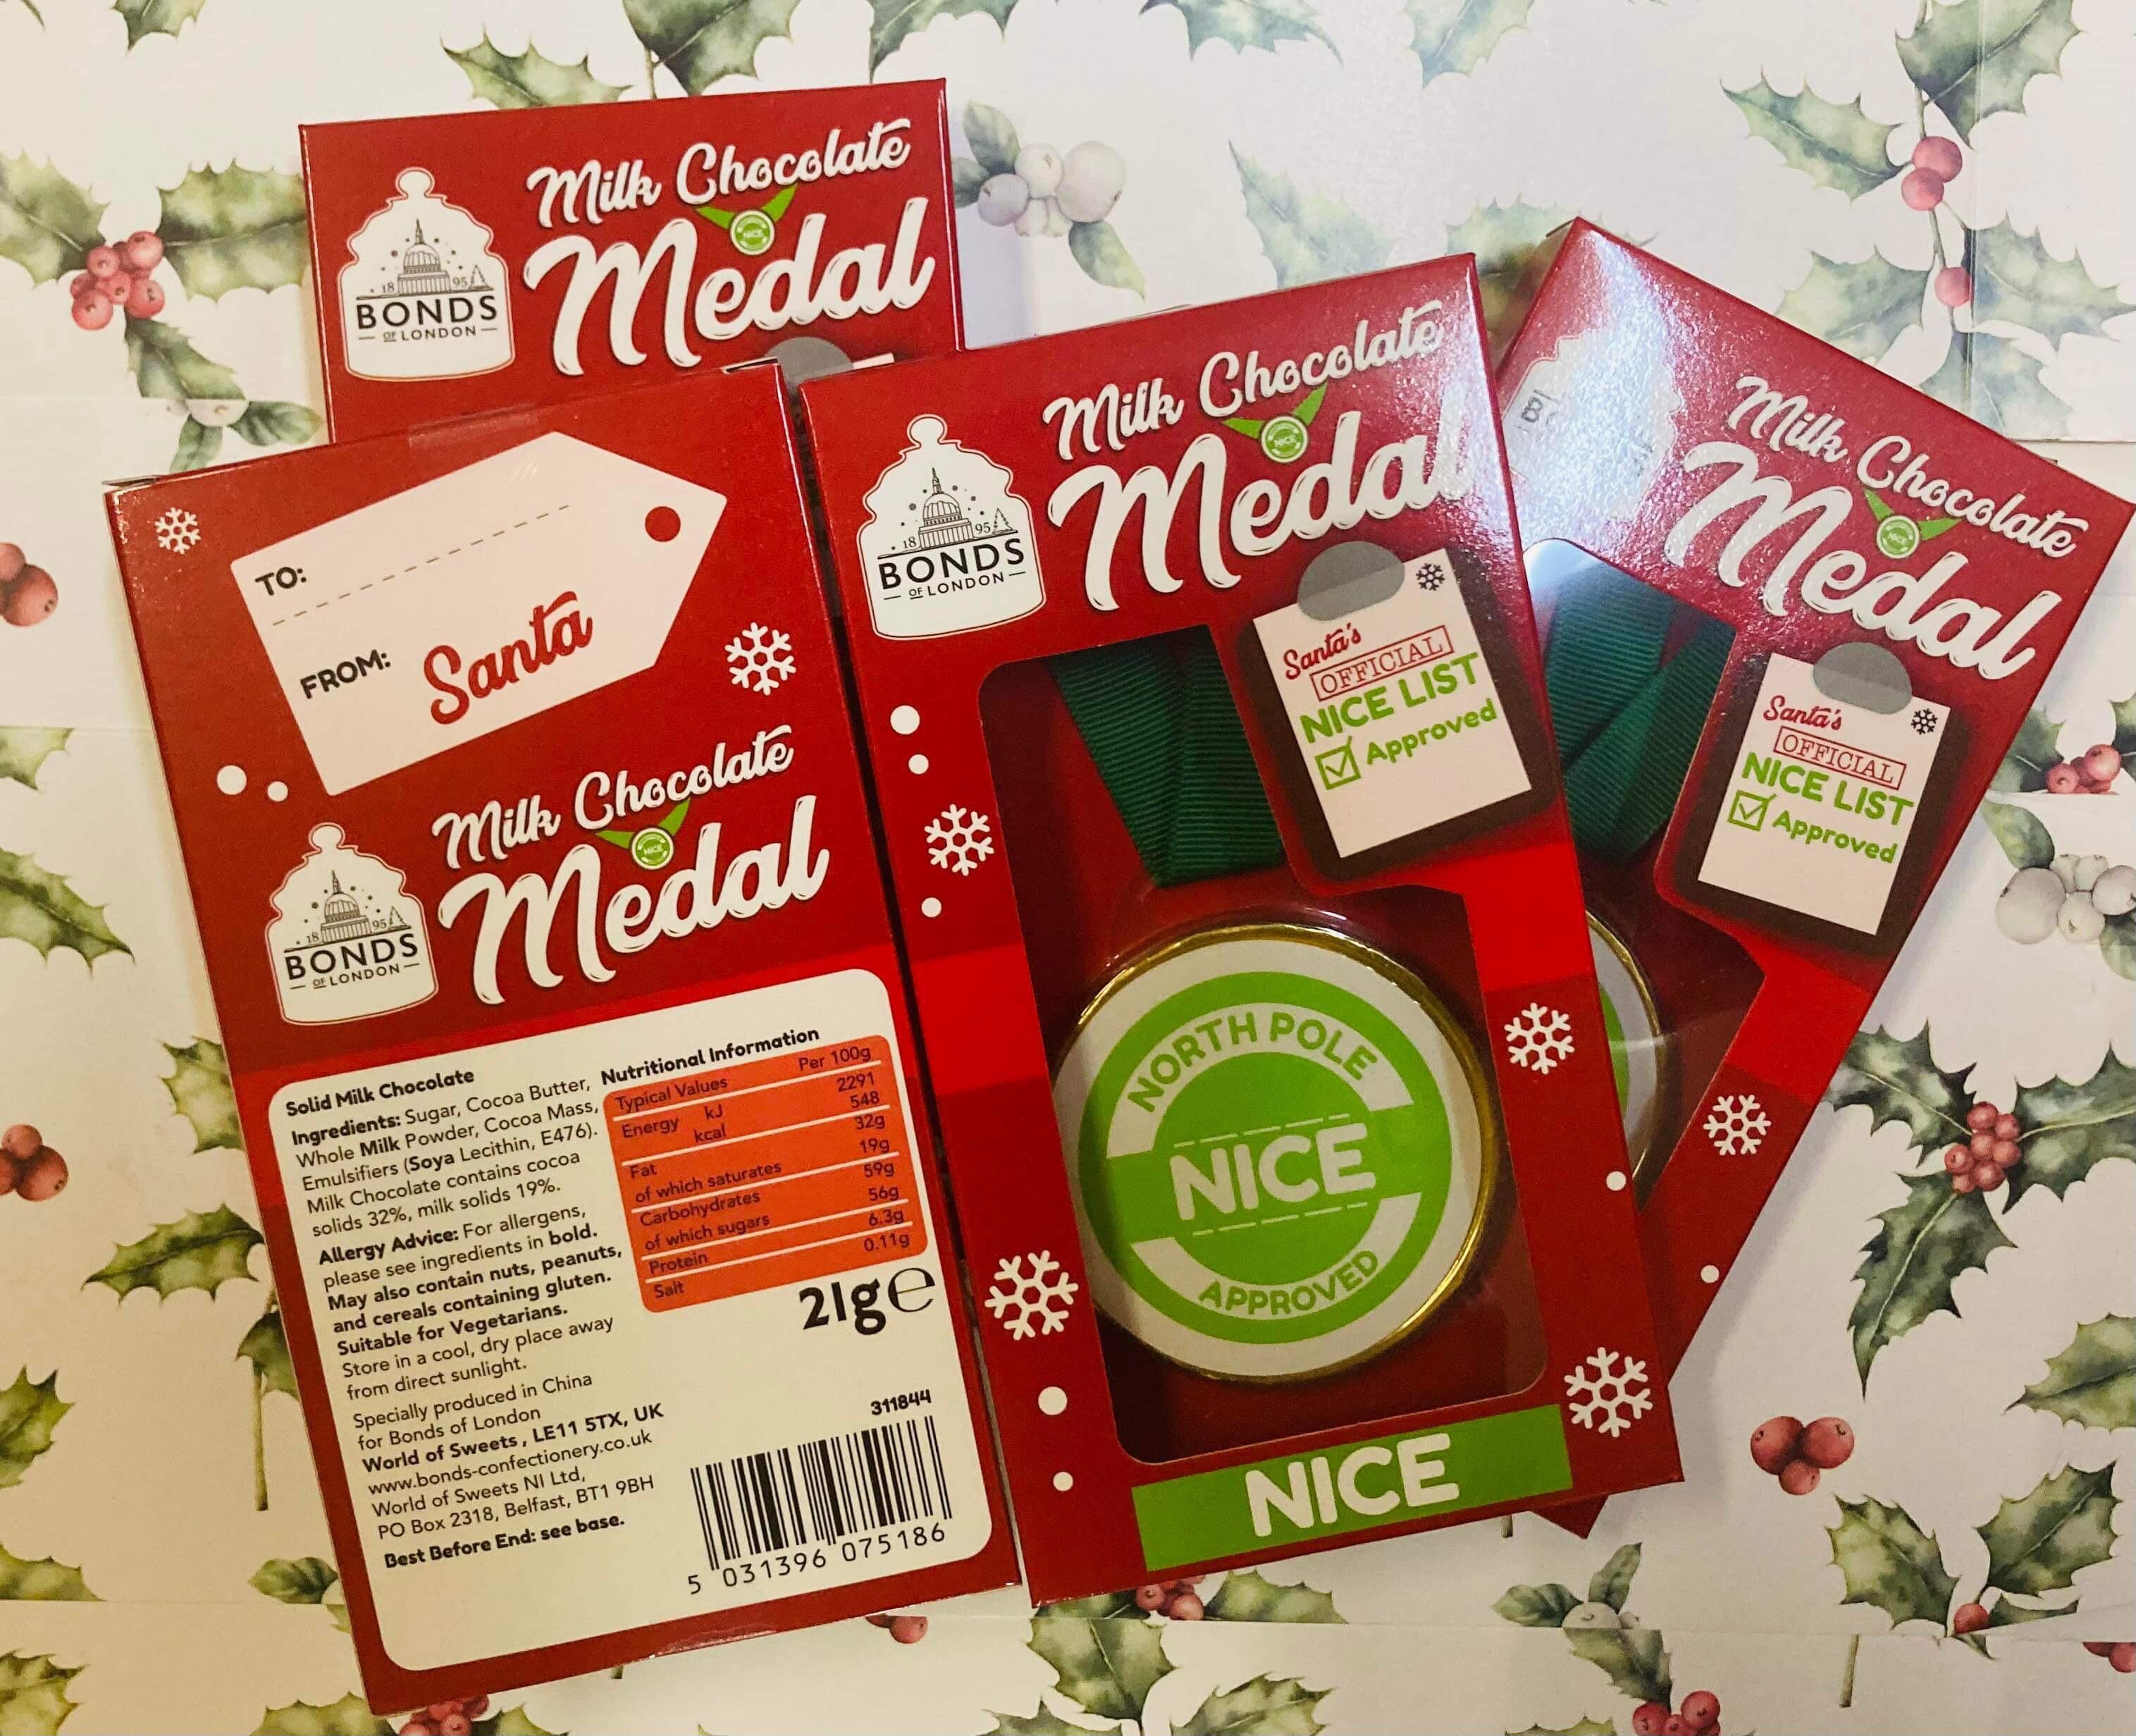 Milk Chocolate
NICE
Medal
18 95
BONDS
OF LONDON
TO:
FROM: Santa
Milk Chocolate
NICE
Medal
18 95
BONDS
OF LONDON
Solid Milk Chocolate
Ingredients: Sugar, Cocoa Butter,
Whole Milk Powder, Cocoa Mass,
Emulsifiers (Soya Lecithin, E476).
Milk Chocolate contains cocoa
solids 32%, milk solids 19%.
Allergy Advice: For allergens,
please see ingredients in bold.
May also contain nuts, peanuts,
and cereals containing gluten.
Suitable for Vegetarians.
Store in a cool, dry place away
from direct sunlight.
Specially produced in China
for Bonds of London
World of Sweets, LE11 5TX, UK
www.bonds-confectionery.co.uk
World of Sweets NI Ltd,
PO Box 2318, Belfast, BT1 9BH
Best Before End: see base.
Nutritional Information
Typical Values Per 100g
Energy kJ 2291
kcal 548
Fat 32g
of which saturates 19g
Carbohydrates 59g
of which sugars 56g
Protein 6.3g
Salt 0.11g
21g e
311844
5 031396 075186
Milk Chocolate
NICE
Medal
18 95
BONDS
OF LONDON
Santa's
OFFICIAL
NICE LIST
Approved
NORTH POLE
NICE
APPROVED
NICE
Milk Chocolate
NICE
Medal
Santa's
OFFICIAL
NICE LIST
Approved